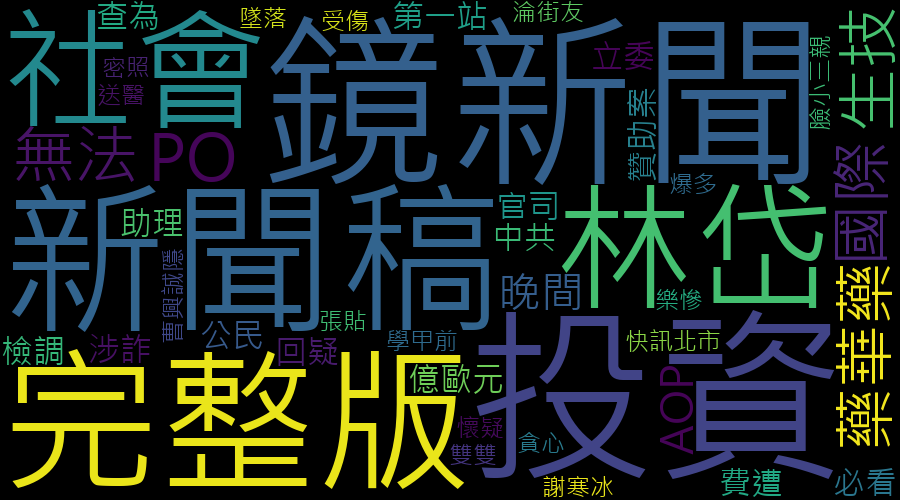 查為
墜落
受傷
第一站
淪街友
社會
鏡新聞
密照
送醫
立委
臉小三親
生技
無法
PO
贊助案
爆多
國際
新聞稿
助理
官司
中共
林岱
曹興誠隱
晚間
樂慘
藥華藥
公民
張貼
學甲前
快訊北市
檢調
涉詐
回疑
億歐元
投資
AOP
完整版
懷疑
雙雙
貪心
謝寒冰
費遭
必看